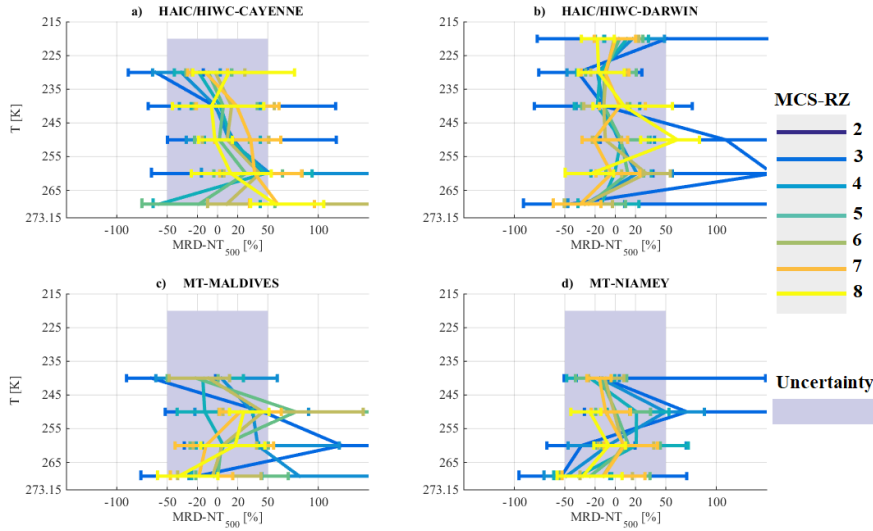 a) HAIC/HIWC-CAYENNE
215
225
235
245
255
265
273.15
T [K]
-100 -50 -20 0 20 50 100
MRD-NT500 [%]
b) HAIC/HIWC-DARWIN
215
225
235
245
255
265
273.15
-100 -50 -20 0 20 50 100
MRD-NT500 [%]
MCS-RZ
2
3
4
5
6
7
8
Uncertainty
c) MT-MALDIVES
215
225
235
245
255
265
273.15
T [K]
-100 -50 -20 0 20 50 100
MRD-NT500 [%]
d) MT-NIAMEY
215
225
235
245
255
265
273.15
-100 -50 -20 0 20 50 100
MRD-NT500 [%]